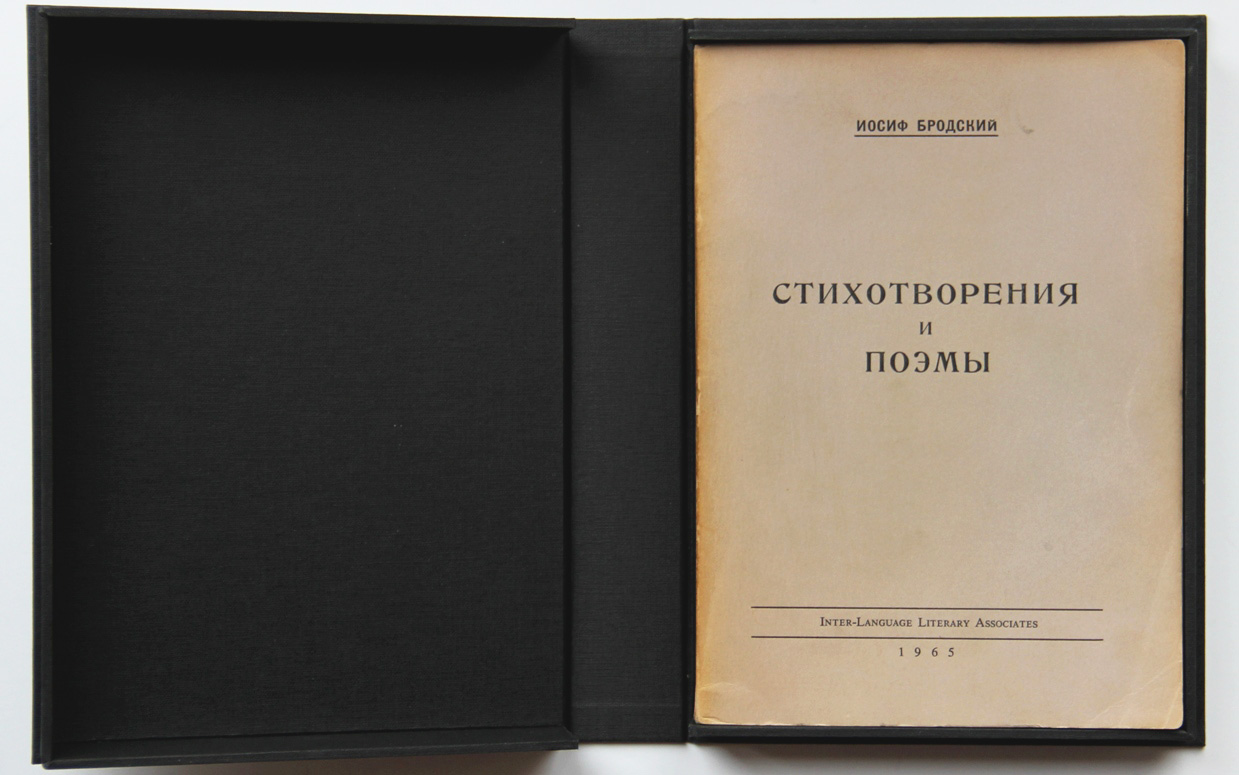 ИОСИФ БРОДСКИЙ
СТИХОТВОРЕНИЯ
И
ПОЭМЫ
Inter-Language Literary Associates
1965